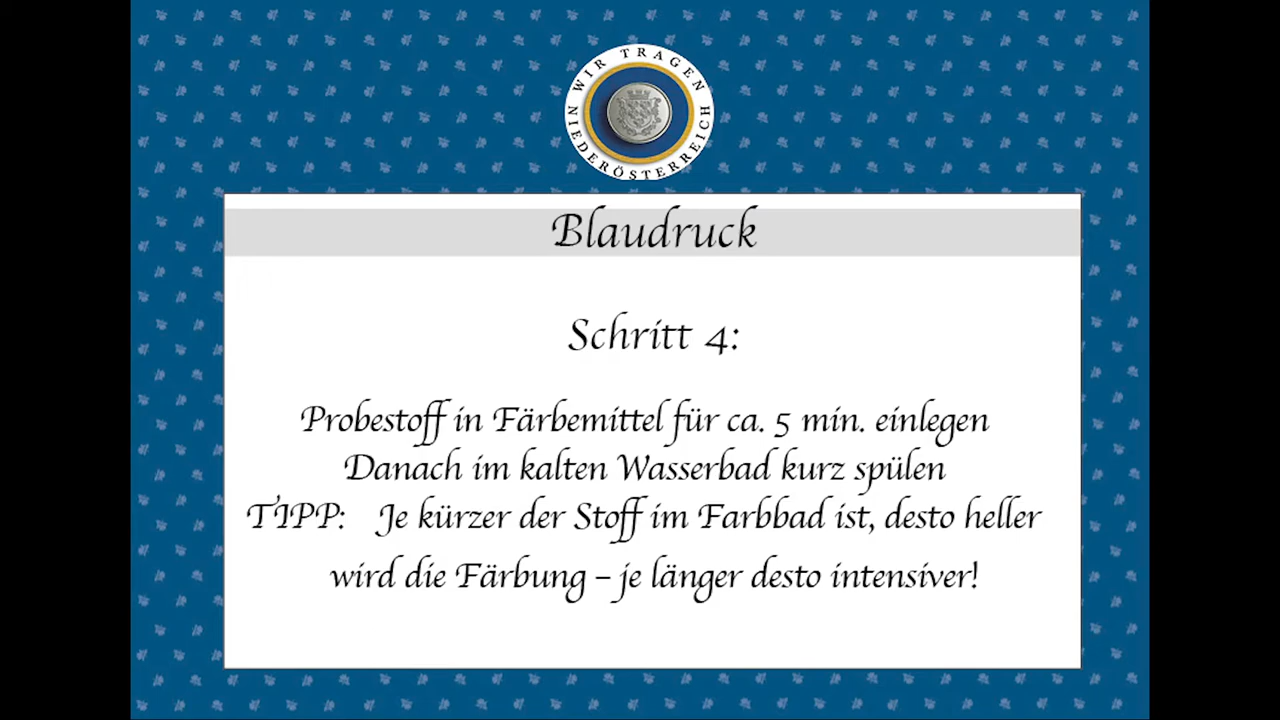 WIR TRAGEN NIEDERÖSTERREICH
Blaudruck
Schritt 4:
Probestoff in Färbemittel für ca. 5 min. einlegen
Danach im kalten Wasserbad kurz spülen
TIPP: Je kürzer der Stoff im Farbbad ist, desto heller
wird die Färbung – je länger desto intensiver!